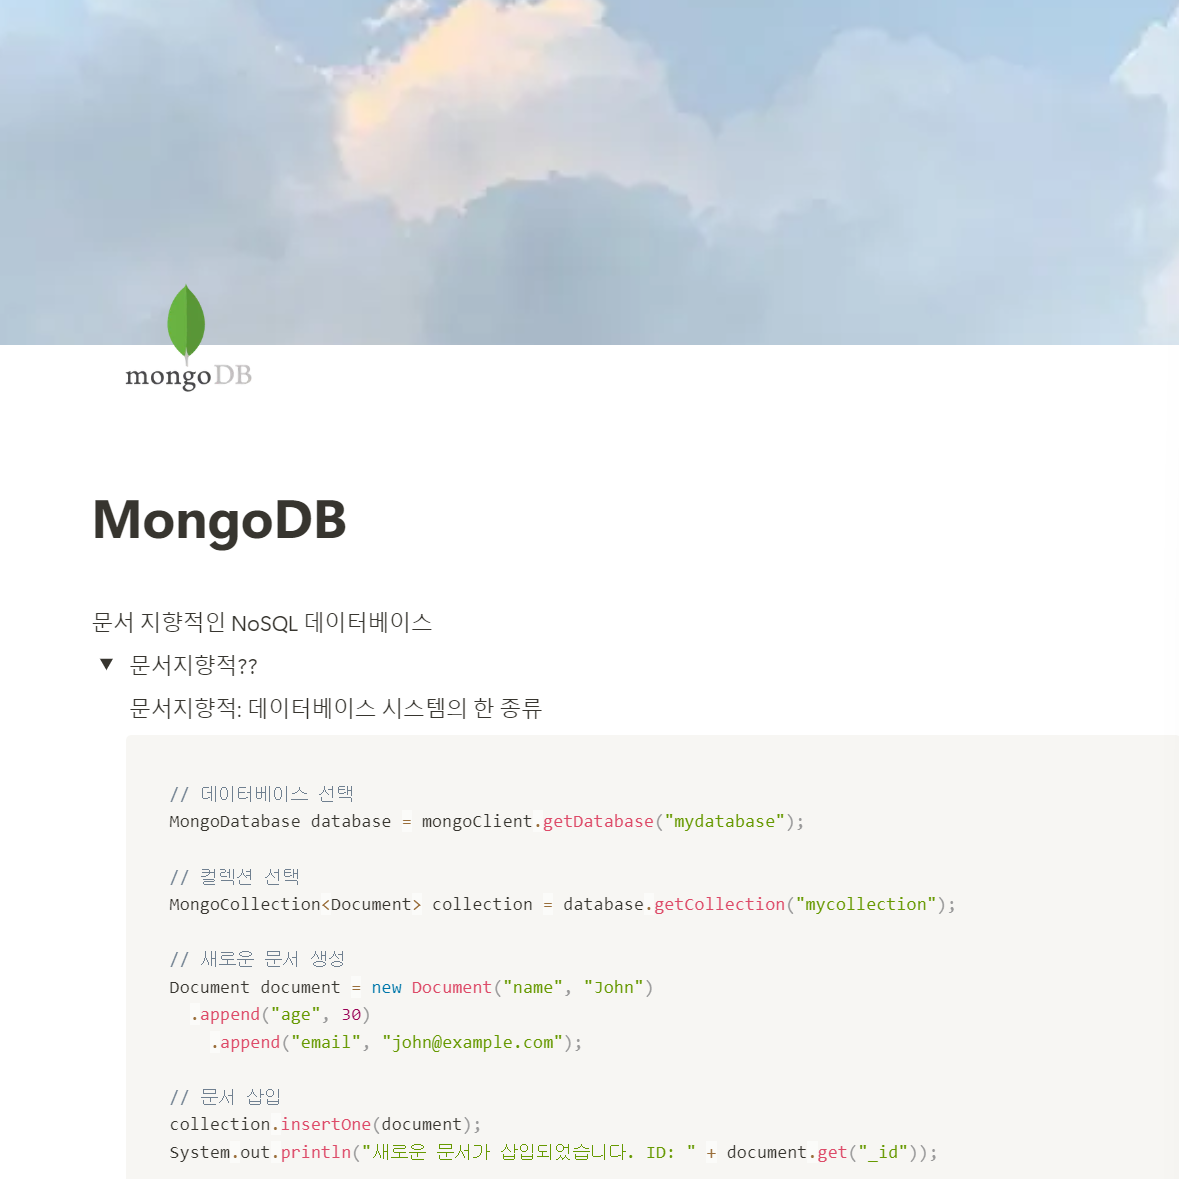 mongoDB
MongoDB
문서 지향적인 NoSQL 데이터베이스
문서지향적??
문서지향적: 데이터베이스 시스템의 한 종류
// 데이터베이스 선택
MongoDatabase database = mongoClient.getDatabase("mydatabase");
// 컬렉션 선택
MongoCollection<Document> collection = database.getCollection("mycollection");
// 새로운 문서 생성
Document document = new Document("name", "John")
.append("age", 30)
.append("email", "john@example.com");
// 문서 삽입
collection.insertOne(document);
System.out.println("새로운 문서가 삽입되었습니다. ID: " + document.get("_id"));